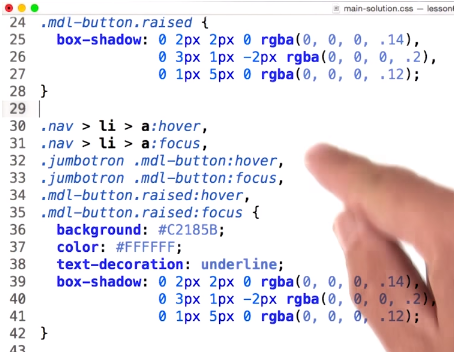 main-solution.css — lesson
24 .mdl-button.raised {
25 box-shadow: 0 2px 2px 0 rgba(0, 0, 0, .14),
26 0 3px 1px -2px rgba(0, 0, 0, .2),
27 0 1px 5px 0 rgba(0, 0, 0, .12);
28 }
29
30 .nav > li > a:hover,
31 .nav > li > a:focus,
32 .jumbotron .mdl-button:hover,
33 .jumbotron .mdl-button:focus,
34 .mdl-button.raised:hover,
35 .mdl-button.raised:focus {
36 background: #C2185B;
37 color: #FFFFFF;
38 text-decoration: underline;
39 box-shadow: 0 2px 2px 0 rgba(0, 0, 0, .14),
40 0 3px 1px -2px rgba(0, 0, 0, .2),
41 0 1px 5px 0 rgba(0, 0, 0, .12);
42 }
43